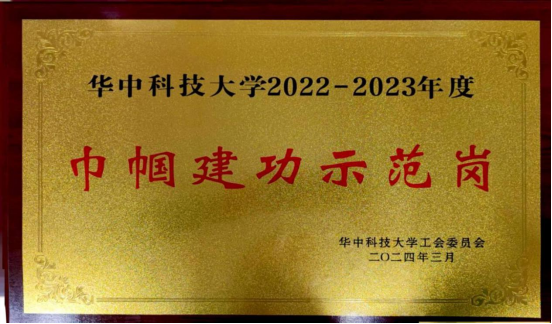 华中科技大学2022-2023年度
巾帼建功示范岗
华中科技大学工会委员会
二〇二四年三月